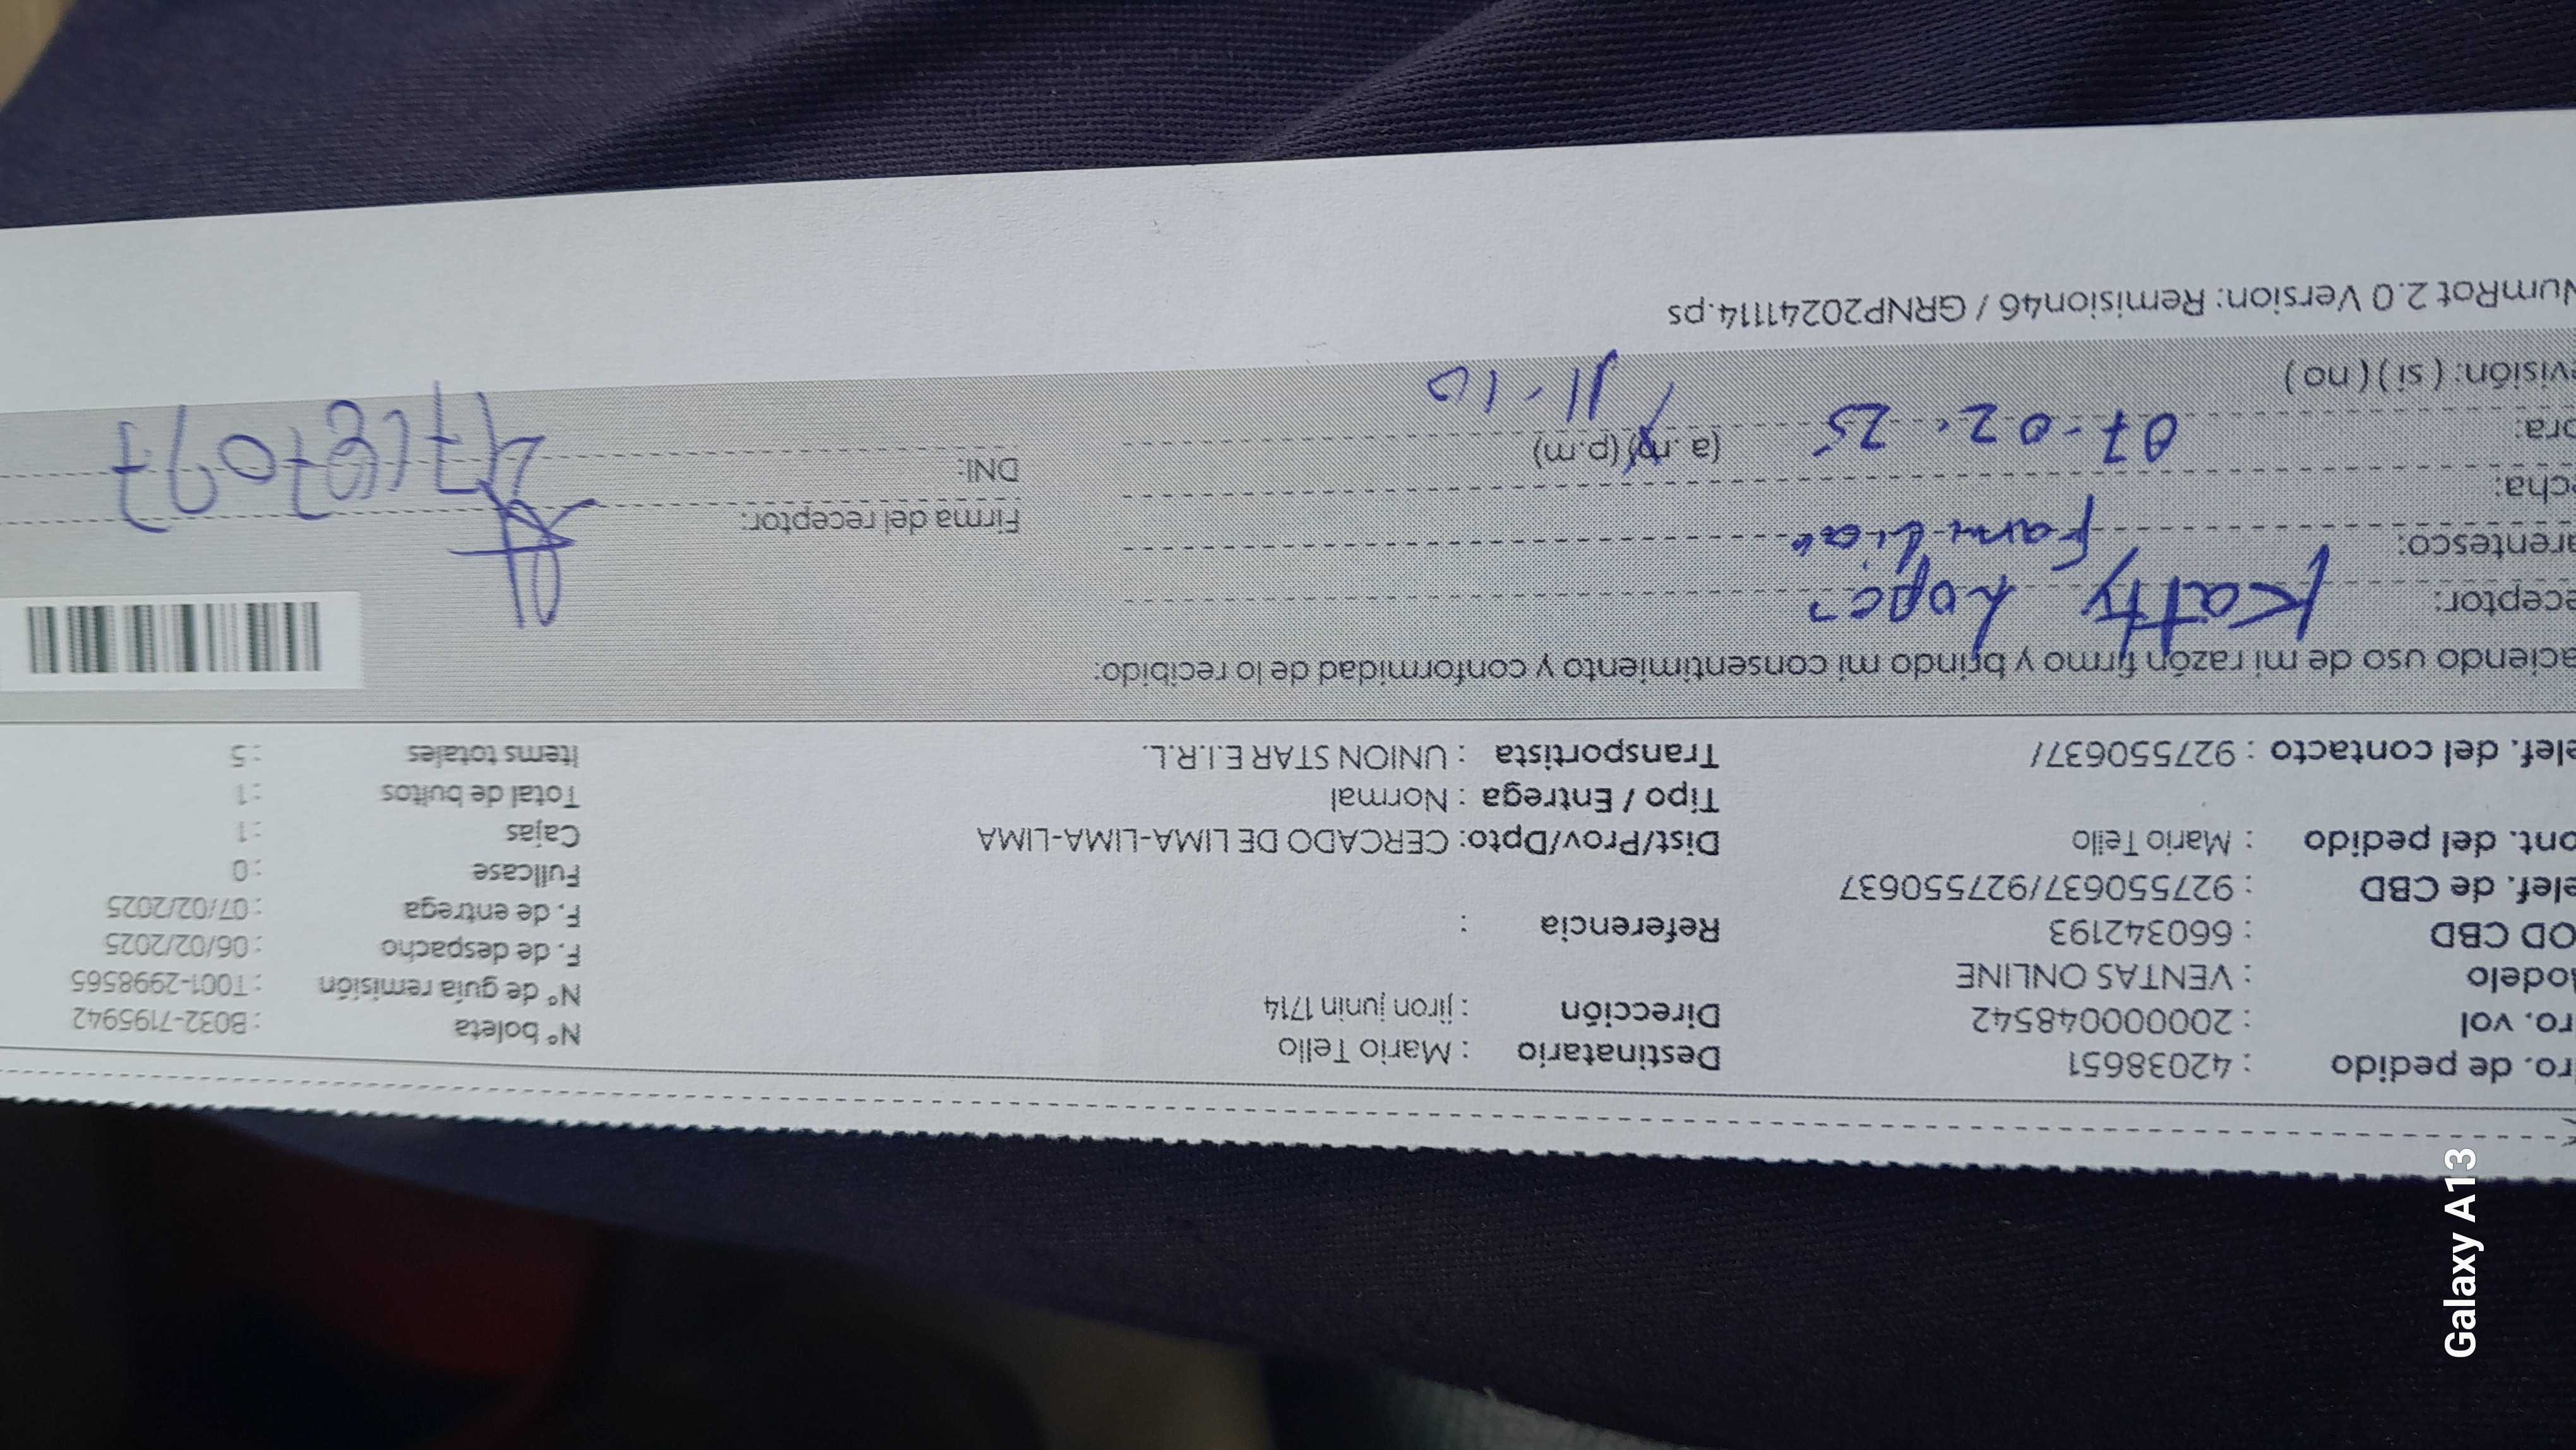 ro. de pedido : 42038651 Destinatario : Mario Tello N° boleta : B032-7195942
ro. vol : 200000048542 Dirección : jiron junin 1714 N° de guía remisión : T001-2998565
odelo : VENTAS ONLINE F. de despacho : 06/02/2025
OD CBD : 660342193 Referencia : F. de entrega : 07/02/2025
elef. de CBD : 927550637/927550637 Fullcase : 0
ont. del pedido : Mario Tello Dist/Prov/Dpto: CERCADO DE LIMA-LIMA-LIMA Cajas : 1
Tipo / Entrega : Normal Total de bultos : 1
elef. del contacto : 927550637/ Transportista : UNION STAR E.I.R.L. Items totales : 5
aciendo uso de mi razón firmo y brindo mi consentimiento y conformidad de lo recibido:
eceptor: Katty Lopez
arentesco: Familiar Firma del receptor:
echa: 07-02-25 DNI:
ora: (a.m)(p.m) 11-10
evisión: ( si ) ( no )
NumRot 2.0 Version: Remision46 / GRNP20241114.ps
Galaxy A13